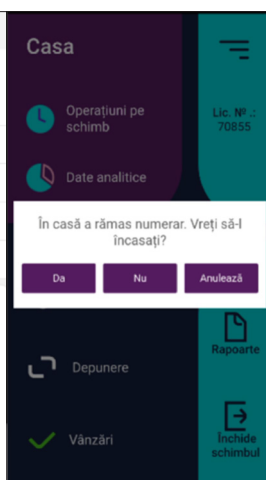 Casa
Operațiuni pe
schimb
Lic. № .:
70855
Date analitice
În casă a rămas numerar. Vreți să-l
încasați?
Da
Nu
Anulează
Rapoarte
Depunere
Vânzări
Închide
schimbul